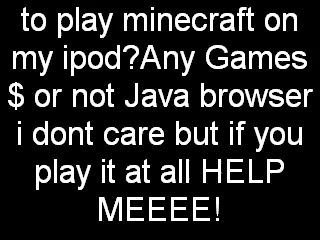 to play minecraft on
my ipod?Any Games
$ or not Java browser
i dont care but if you
play it at all HELP
MEEEE!